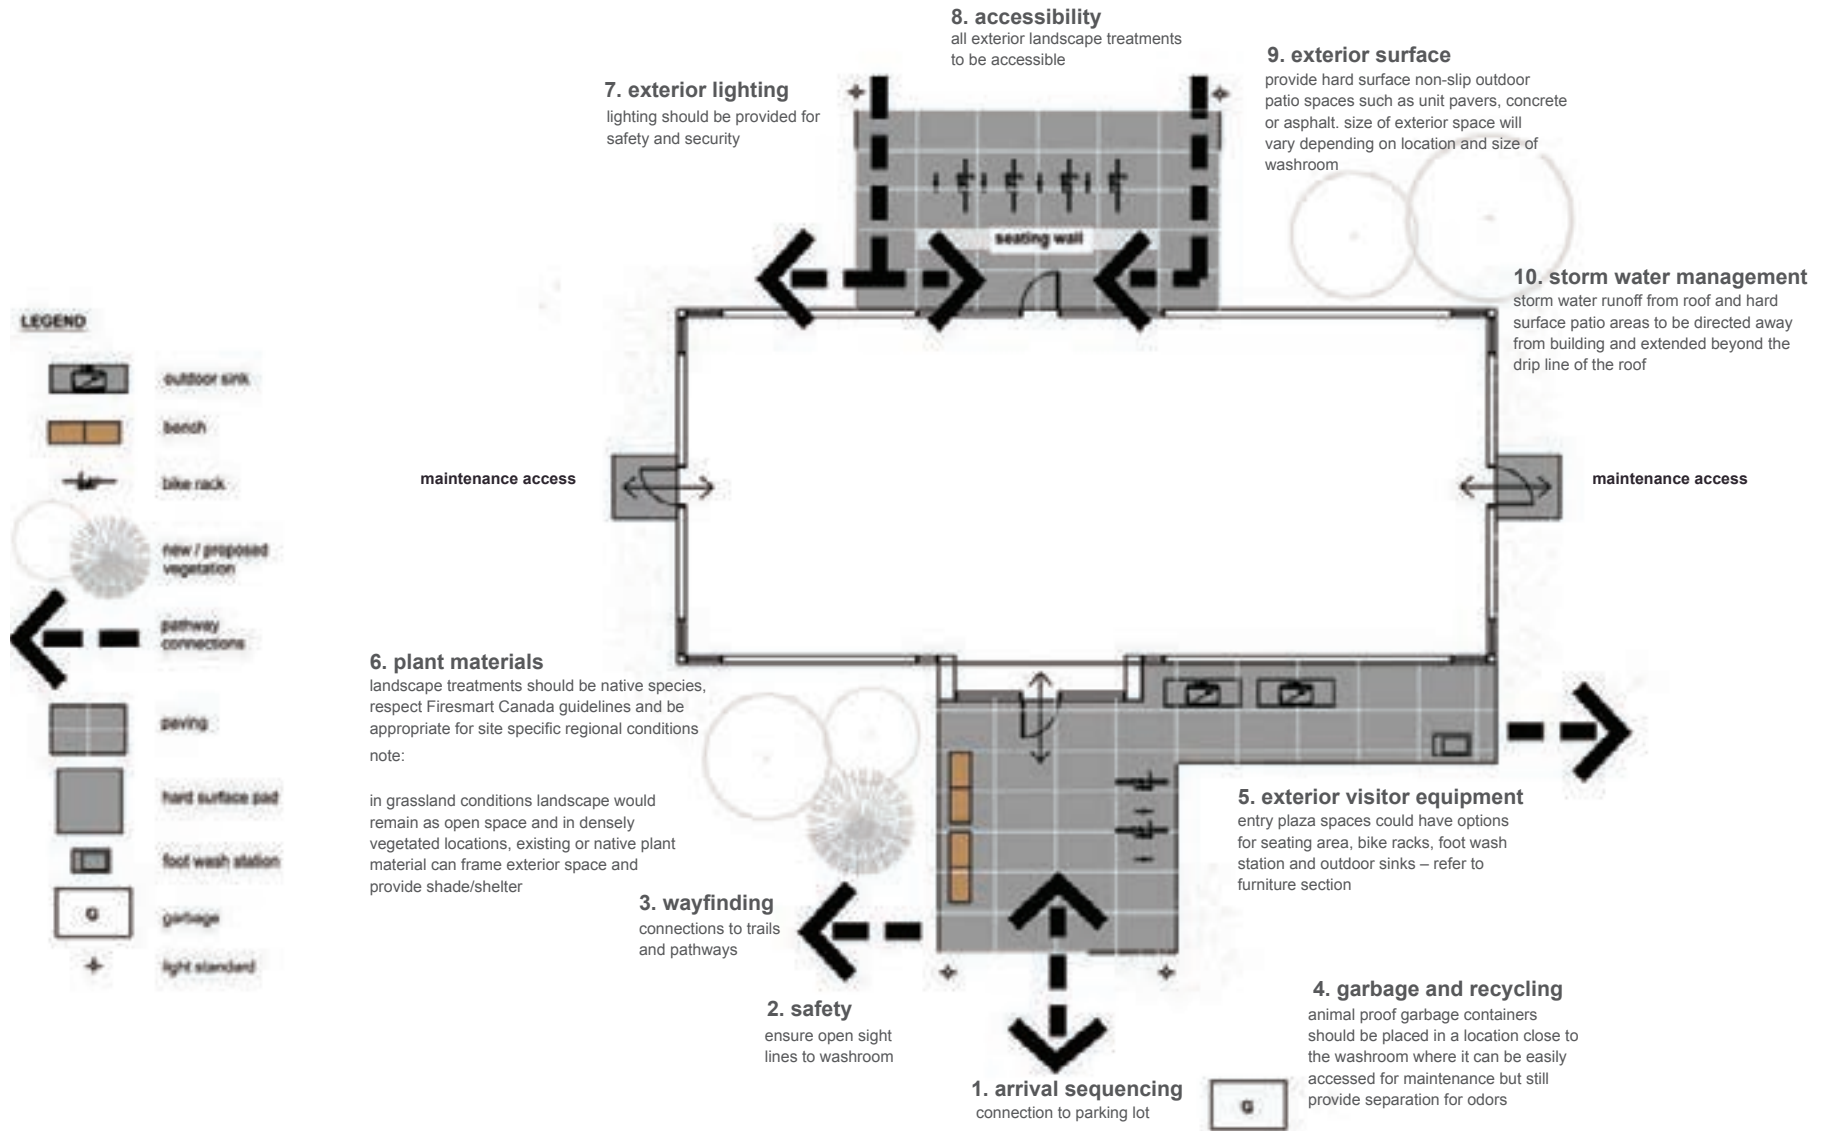 8. accessibility
all exterior landscape treatments
to be accessible
9. exterior surface
provide hard surface non-slip outdoor
patio spaces such as unit pavers, concrete
or asphalt. size of exterior space will
vary depending on location and size of
washroom
7. exterior lighting
lighting should be provided for
safety and security
seating wall
10. storm water management
storm water runoff from roof and hard
surface patio areas to be directed away
from building and extended beyond the
drip line of the roof
LEGEND
outdoor sink
bench
bike rack
new / proposed
vegetation
pathway
connections
paving
hard surface pad
foot wash station
G
garbage
light standard
maintenance access
maintenance access
6. plant materials
landscape treatments should be native species,
respect Firesmart Canada guidelines and be
appropriate for site specific regional conditions
note:
in grassland conditions landscape would
remain as open space and in densely
vegetated locations, existing or native plant
material can frame exterior space and
provide shade/shelter
5. exterior visitor equipment
entry plaza spaces could have options
for seating area, bike racks, foot wash
station and outdoor sinks – refer to
furniture section
3. wayfinding
connections to trails
and pathways
2. safety
ensure open sight
lines to washroom
4. garbage and recycling
animal proof garbage containers
should be placed in a location close to
the washroom where it can be easily
accessed for maintenance but still
provide separation for odors
1. arrival sequencing
connection to parking lot
G